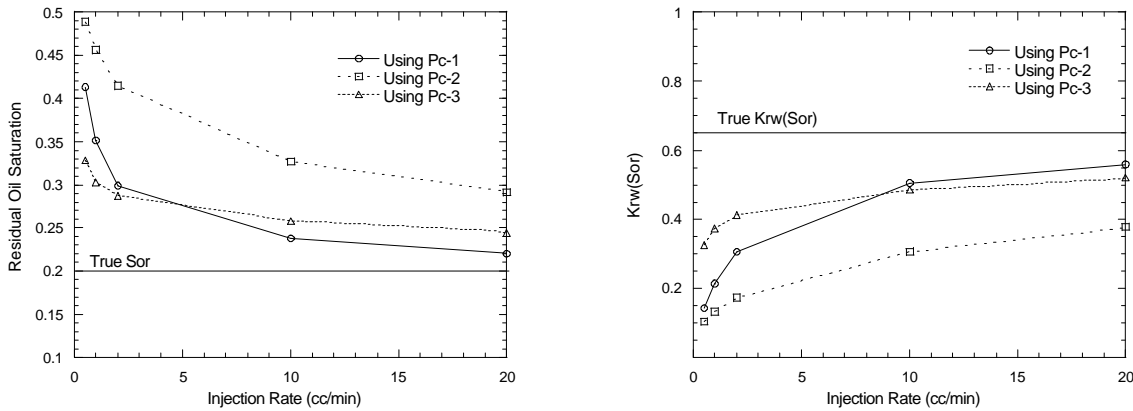 0.5
0.45
0.4
0.35
0.3
0.25
0.2
0.15
0.1
Residual Oil Saturation
Using Pc-1
Using Pc-2
Using Pc-3
True Sor
0
5
10
15
20
Injection Rate (cc/min)
1
0.8
0.6
0.4
0.2
Krw(Sor)
Using Pc-1
Using Pc-2
Using Pc-3
True Krw(Sor)
0
5
10
15
20
Injection Rate (cc/min)